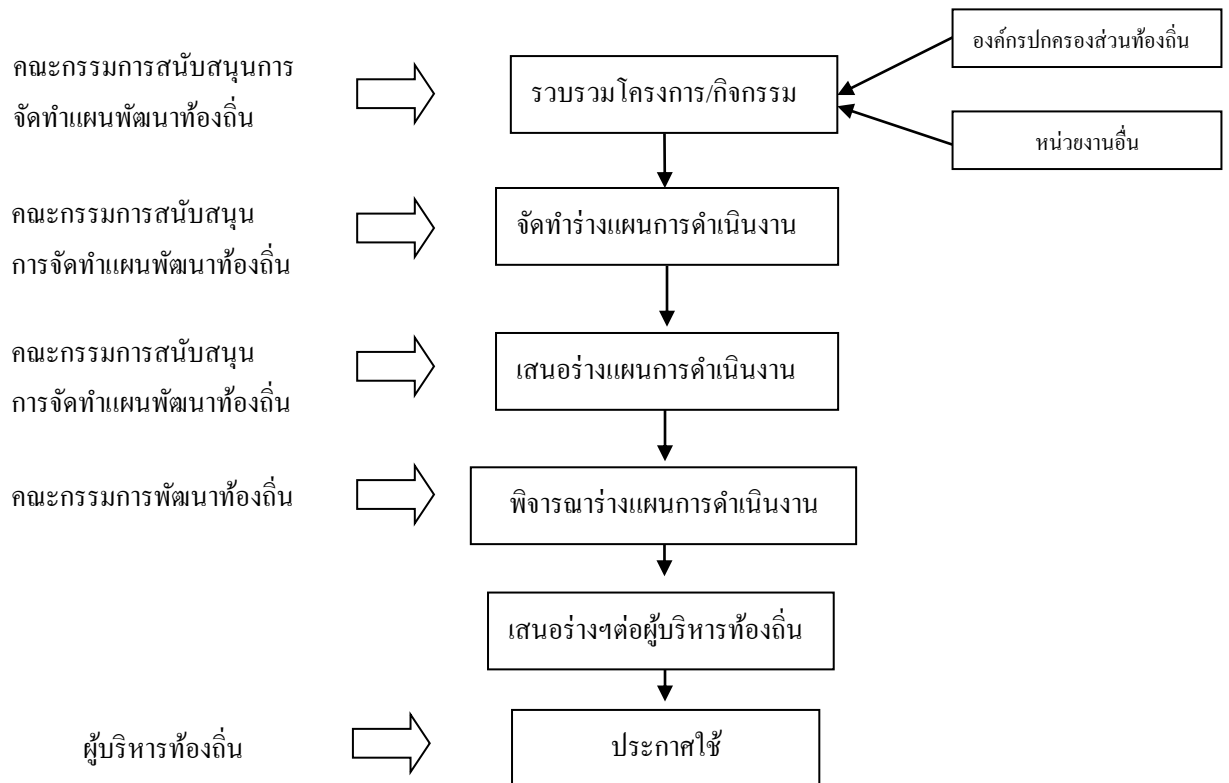 องค์กรปกครองส่วนท้องถิ่น
คณะกรรมการสนับสนุนการ
จัดทำแผนพัฒนาท้องถิ่น
รวบรวมโครงการ/กิจกรรม
หน่วยงานอื่น
คณะกรรมการสนับสนุน
การจัดทำแผนพัฒนาท้องถิ่น
จัดทำร่างแผนการดำเนินงาน
คณะกรรมการสนับสนุน
การจัดทำแผนพัฒนาท้องถิ่น
เสนอร่างแผนการดำเนินงาน
คณะกรรมการพัฒนาท้องถิ่น
พิจารณาร่างแผนการดำเนินงาน
เสนอร่างฯต่อผู้บริหารท้องถิ่น
ผู้บริหารท้องถิ่น
ประกาศใช้